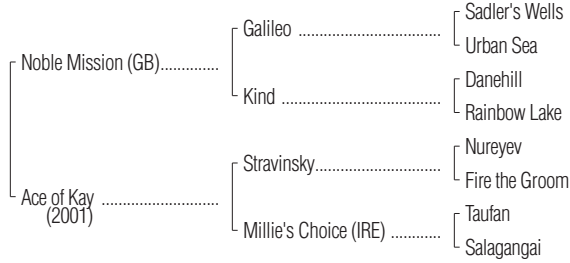 Sadler's Wells
Galileo ................................
Urban Sea
Noble Mission (GB)..............
Danehill
Kind ....................................
Rainbow Lake
Nureyev
Stravinsky............................
Fire the Groom
Ace of Kay ..........................
(2001)
Taufan
Millie's Choice (IRE) ............
Salagangai